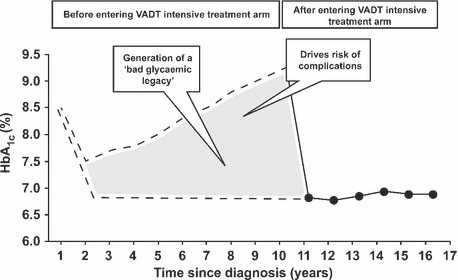 Before entering VADT intensive treatment arm
After entering VADT intensive
treatment arm
Generation of a
'bad glycaemic
legacy'
Drives risk of
complications
HbA1c (%)
9.5
9.0
8.5
8.0
7.5
7.0
6.5
6.0
1 2 3 4 5 6 7 8 9 10 11 12 13 14 15 16 17
Time since diagnosis (years)